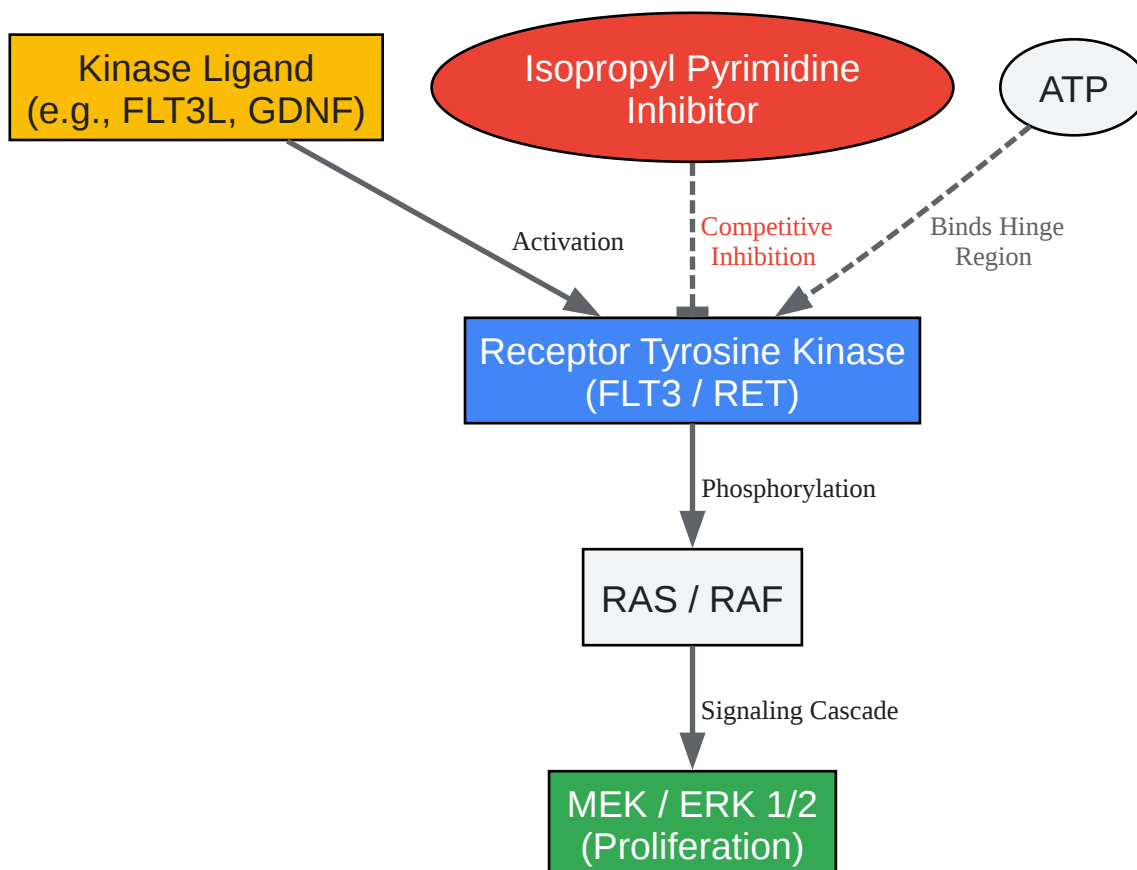 Kinase Ligand
(e.g., FLT3L, GDNF)
Isopropyl Pyrimidine
Inhibitor
ATP
Activation
Competitive
Inhibition
Binds Hinge
Region
Receptor Tyrosine Kinase
(FLT3 / RET)
Phosphorylation
RAS / RAF
Signaling Cascade
MEK / ERK 1/2
(Proliferation)